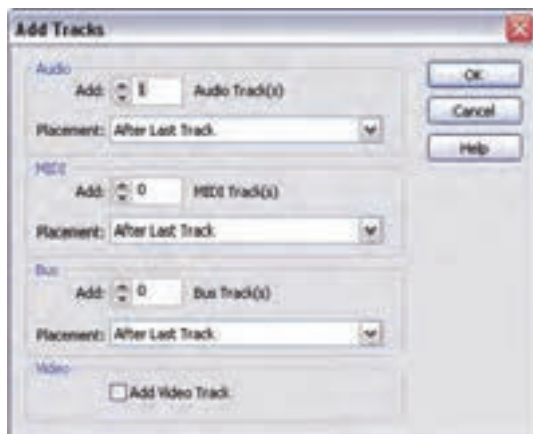 Add Tracks
Audio
Add: 1 Audio Track(s)
Placement: After Last Track
MIDI
Add: 0 MIDI Track(s)
Placement: After Last Track
Bus
Add: 0 Bus Track(s)
Placement: After Last Track
Video
Add Video Track
OK
Cancel
Help